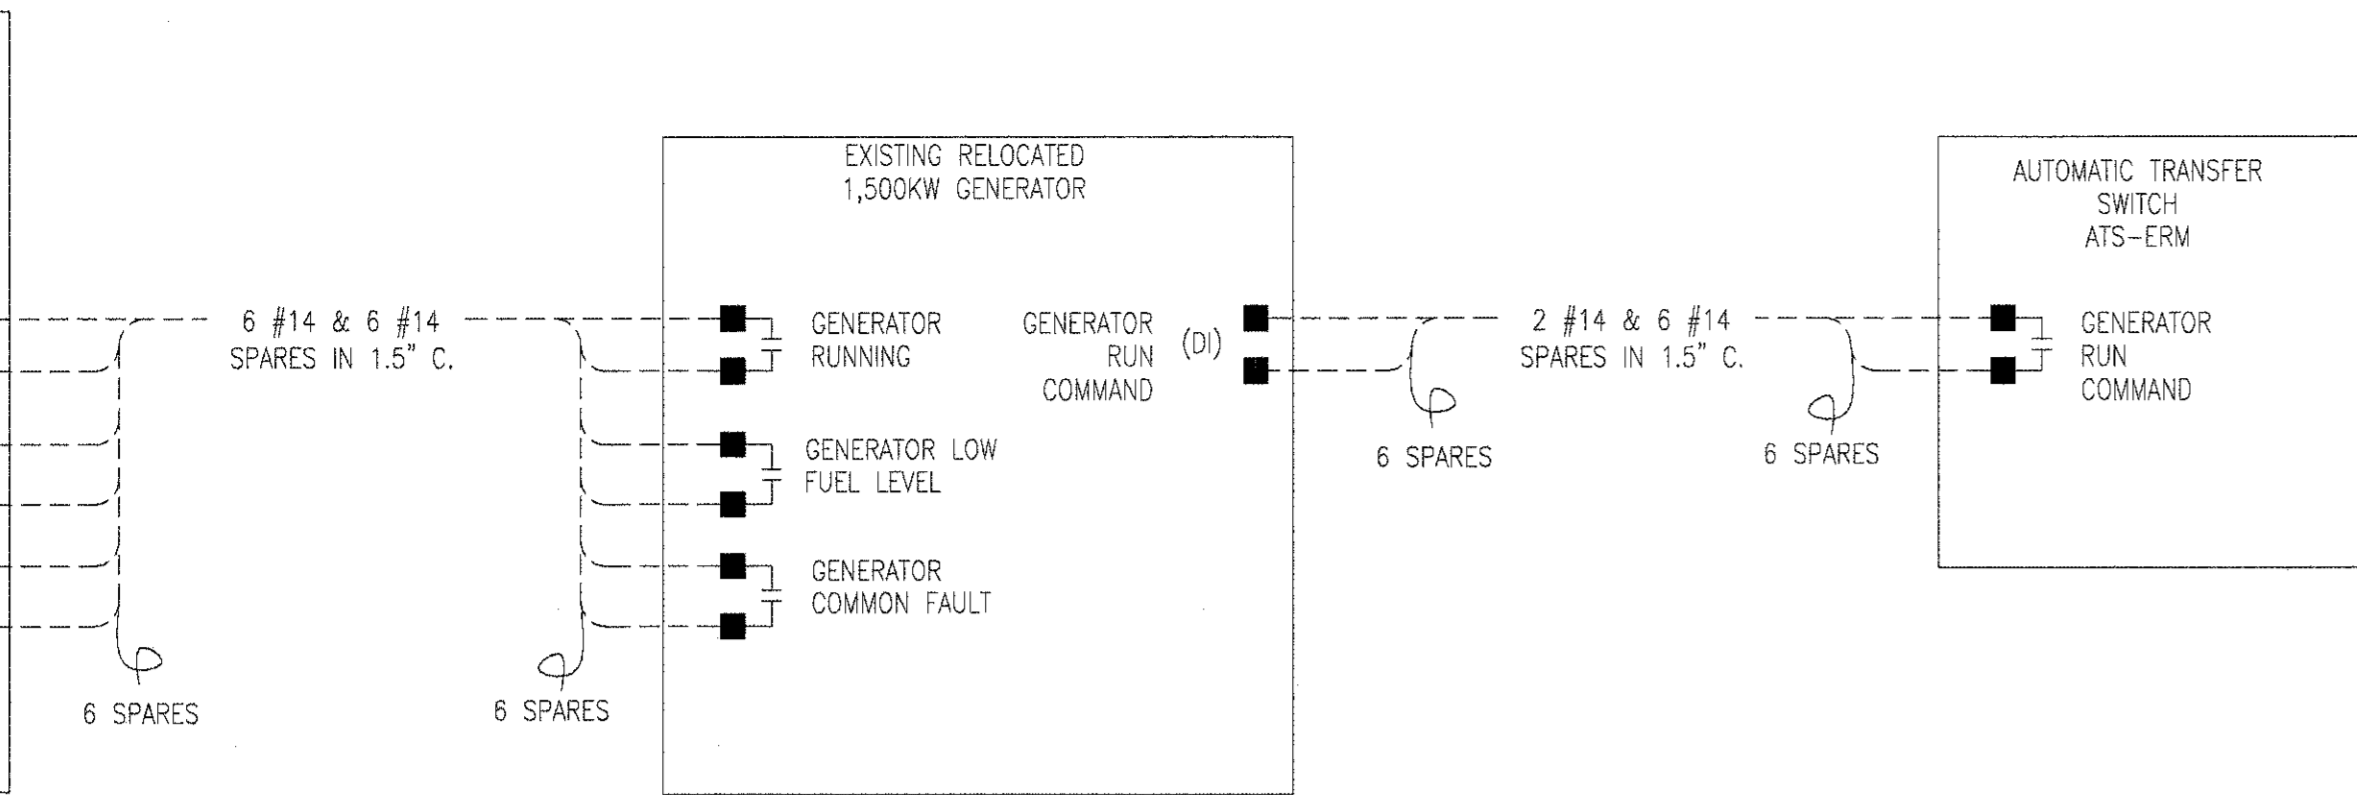 EXISTING RELOCATED
1,500KW GENERATOR
AUTOMATIC TRANSFER
SWITCH
ATS-ERM
6 #14 & 6 #14
SPARES IN 1.5" C.
GENERATOR
RUNNING
GENERATOR
RUN
COMMAND
(DI)
2 #14 & 6 #14
SPARES IN 1.5" C.
GENERATOR
RUN
COMMAND
GENERATOR LOW
FUEL LEVEL
6 SPARES
6 SPARES
GENERATOR
COMMON FAULT
6 SPARES
6 SPARES